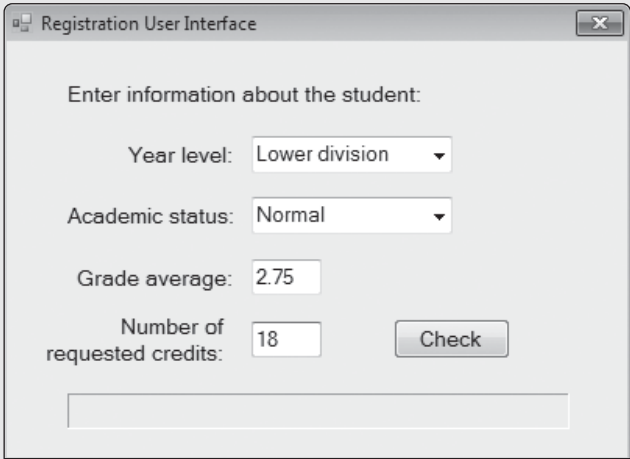 Registration User Interface
Enter information about the student:
Year level: Lower division
Academic status: Normal
Grade average: 2.75
Number of
requested credits: 18 Check